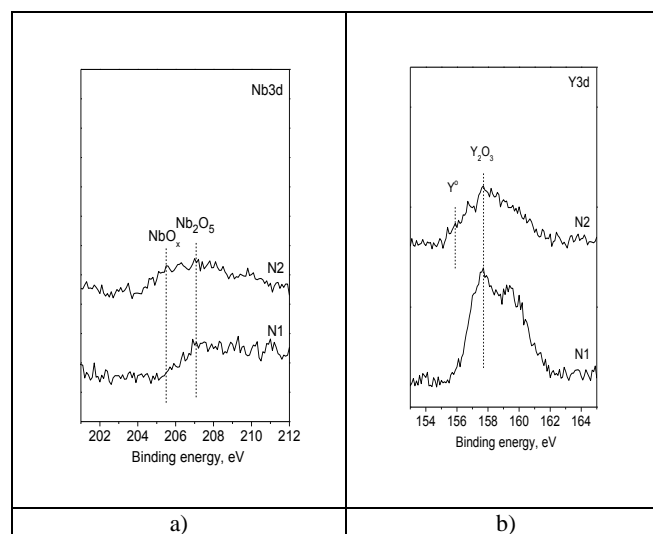 Nb3d
NbOx
Nb2O5
N2
N1
202 204 206 208 210 212
Binding energy, eV
a)
Y3d
Y2O3
Yo
N2
N1
154 156 158 160 162 164
Binding energy, eV
b)